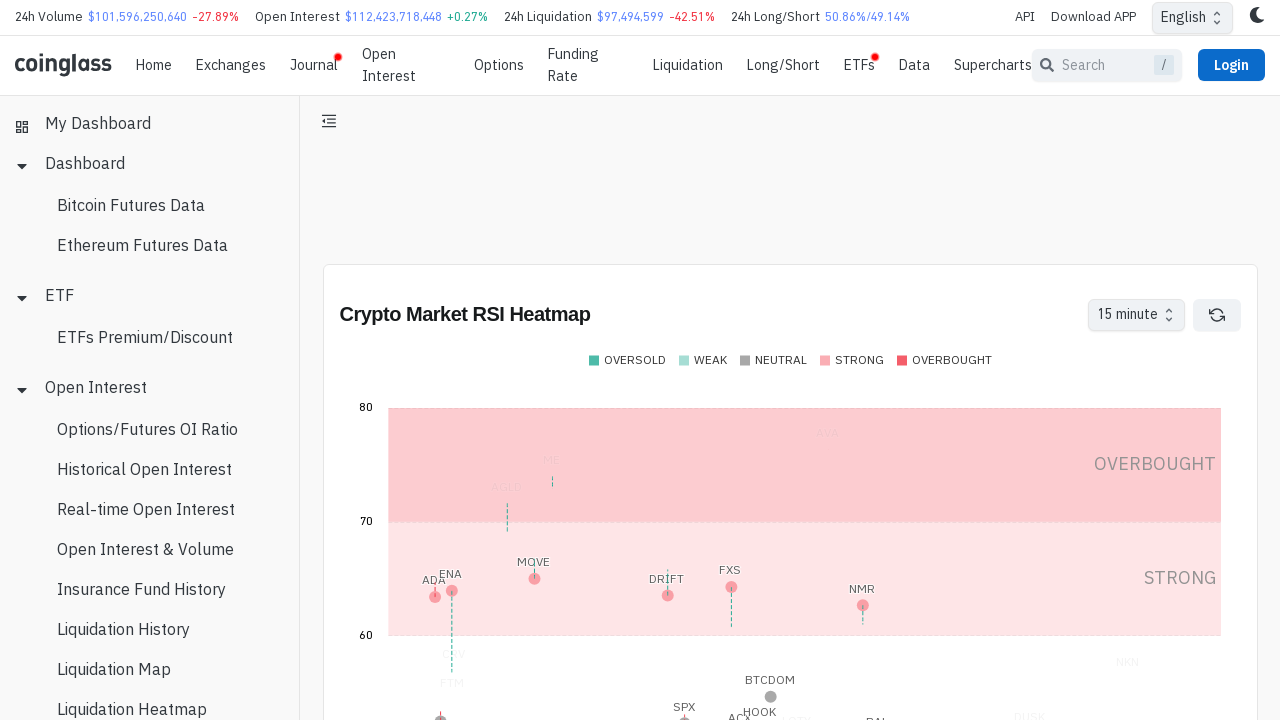 24h Volume $101,596,250,640 -27.89% Open Interest $112,423,718,448 +0.27% 24h Liquidation $97,494,599 -42.51% 24h Long/Short 50.86%/49.14% API Download APP English
coinglass Home Exchanges Journal Open Interest Options Funding Rate Liquidation Long/Short ETFs Data Supercharts Search / Login
My Dashboard
Dashboard
Bitcoin Futures Data
Ethereum Futures Data
ETF
ETFs Premium/Discount
Open Interest
Options/Futures OI Ratio
Historical Open Interest
Real-time Open Interest
Open Interest & Volume
Insurance Fund History
Liquidation History
Liquidation Map
Liquidation Heatmap
Crypto Market RSI Heatmap
15 minute
OVERSOLD WEAK NEUTRAL STRONG OVERBOUGHT
80
AVA
ME
OVERBOUGHT
AGLD
70
MOVE
FXS
ENA
ADA
DRIFT
STRONG
NMR
60
NKN
FTM
BTCDOM
SPX
HOOK
DUSK